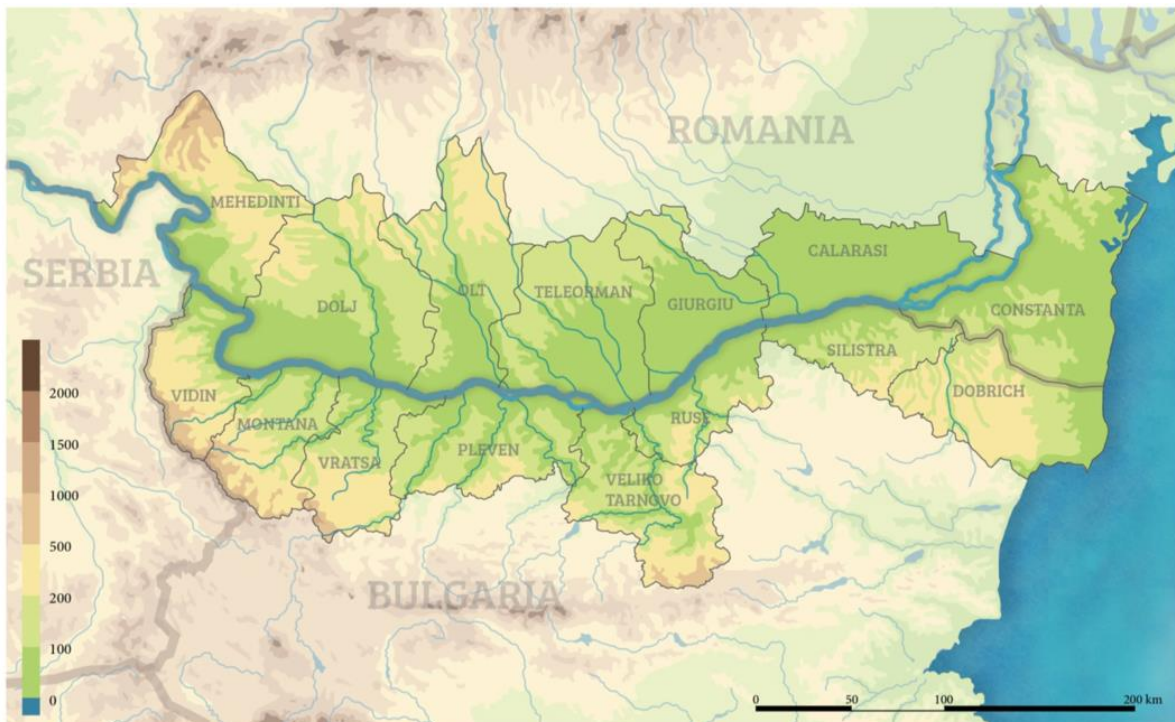 ROMANIA
MEHEDINTI
SERBIA
CALARASI
DOLJ
OLT
TELEORMAN
GIURGIU
CONSTANTA
SILISTRA
VIDIN
DOBRICH
MONTANA
RUSE
PLEVEN
VRATSA
VELIKO
TARNOVO
BULGARIA
2000
1500
1000
500
200
100
0
0
50
100
200 km